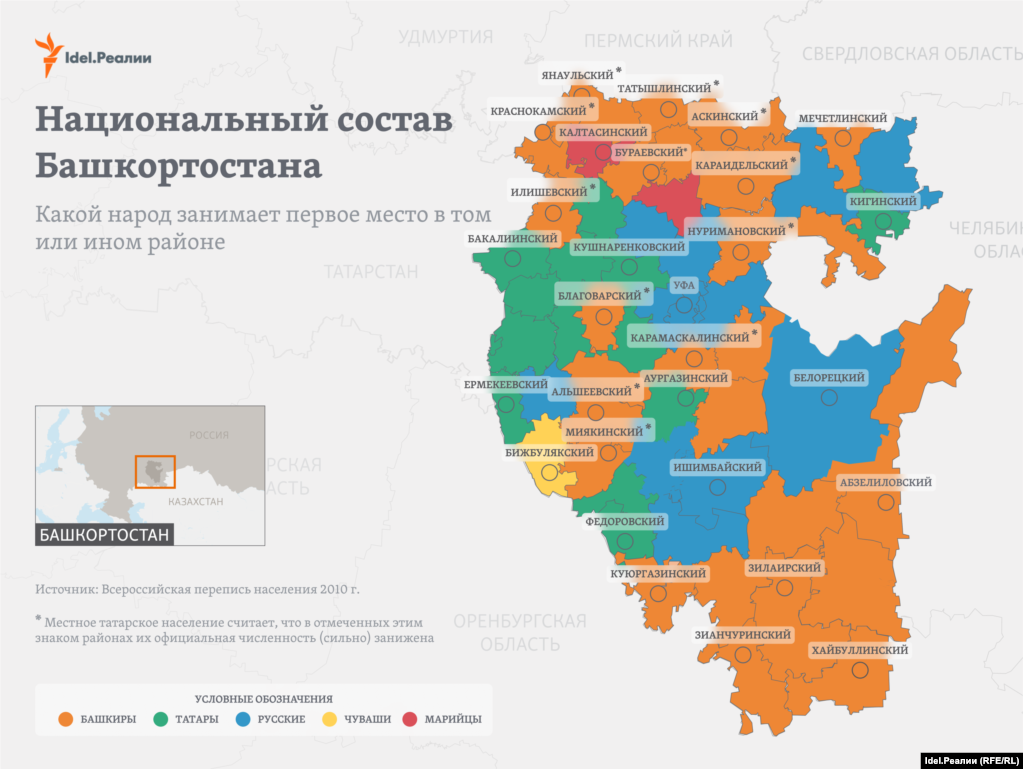 УДМУРТИЯ
ПЕРМСКИЙ КРАЙ
СВЕРДЛОВСКАЯ ОБЛАСТЬ
Idel.Реалии
Национальный состав
Башкортостана
Какой народ занимает первое место в том
или ином районе
ТАТАРСТАН
ЧЕЛЯБИН
ОБЛАС
ЯНАУЛЬСКИЙ *
ТАТЫШЛИНСКИЙ *
КРАСНОКАМСКИЙ *
АСКИНСКИЙ *
МЕЧЕТЛИНСКИЙ
КАЛТАСИНСКИЙ
БУРАЕВСКИЙ*
КАРАИДЕЛЬСКИЙ *
ИЛИШЕВСКИЙ *
КИГИНСКИЙ
БАКАЛИИНСКИЙ
КУШНАРЕНКОВСКИЙ
НУРИМАНОВСКИЙ *
УФА
БЛАГОВАРСКИЙ *
КАРАМАСКАЛИНСКИЙ *
ЕРМЕКЕЕВСКИЙ
АЛЬШЕЕВСКИЙ *
АУРГАЗИНСКИЙ
БЕЛОРЕЦКИЙ
МИЯКИНСКИЙ *
БИЖБУЛЯКСКИЙ
ИШИМБАЙСКИЙ
АБЗЕЛИЛОВСКИЙ
ФЕДОРОВСКИЙ
КУЮРГАЗИНСКИЙ
ЗИЛАИРСКИЙ
ЗИАНЧУРИНСКИЙ
ХАЙБУЛЛИНСКИЙ
РОССИЯ
КАЗАХСТАН
БАШКОРТОСТАН
РСКАЯ
АСТЬ
ОРЕНБУРГСКАЯ
ОБЛАСТЬ
Источник: Всероссийская перепись населения 2010 г.
* Местное татарское население считает, что в отмеченных этим
знаком районах их официальная численность (сильно) занижена
УСЛОВНЫЕ ОБОЗНАЧЕНИЯ
БАШКИРЫ ТАТАРЫ РУССКИЕ ЧУВАШИ МАРИЙЦЫ
Idel.Реалии (RFE/RL)